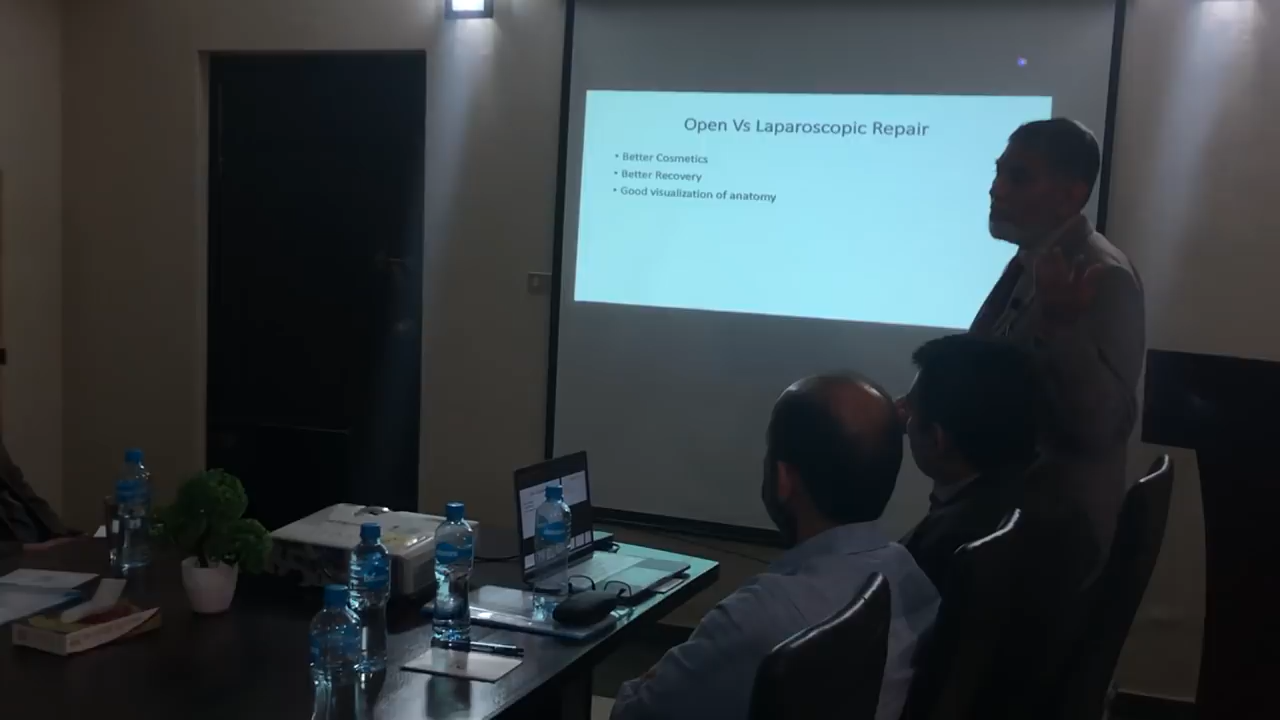 Open Vs Laparoscopic Repair
• Better Cosmetics
• Better Recovery
• Good visualization of anatomy